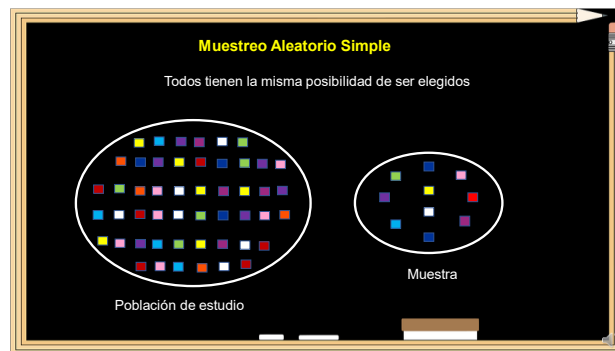 Muestreo Aleatorio Simple
Todos tienen la misma posibilidad de ser elegidos
Muestra
Población de estudio